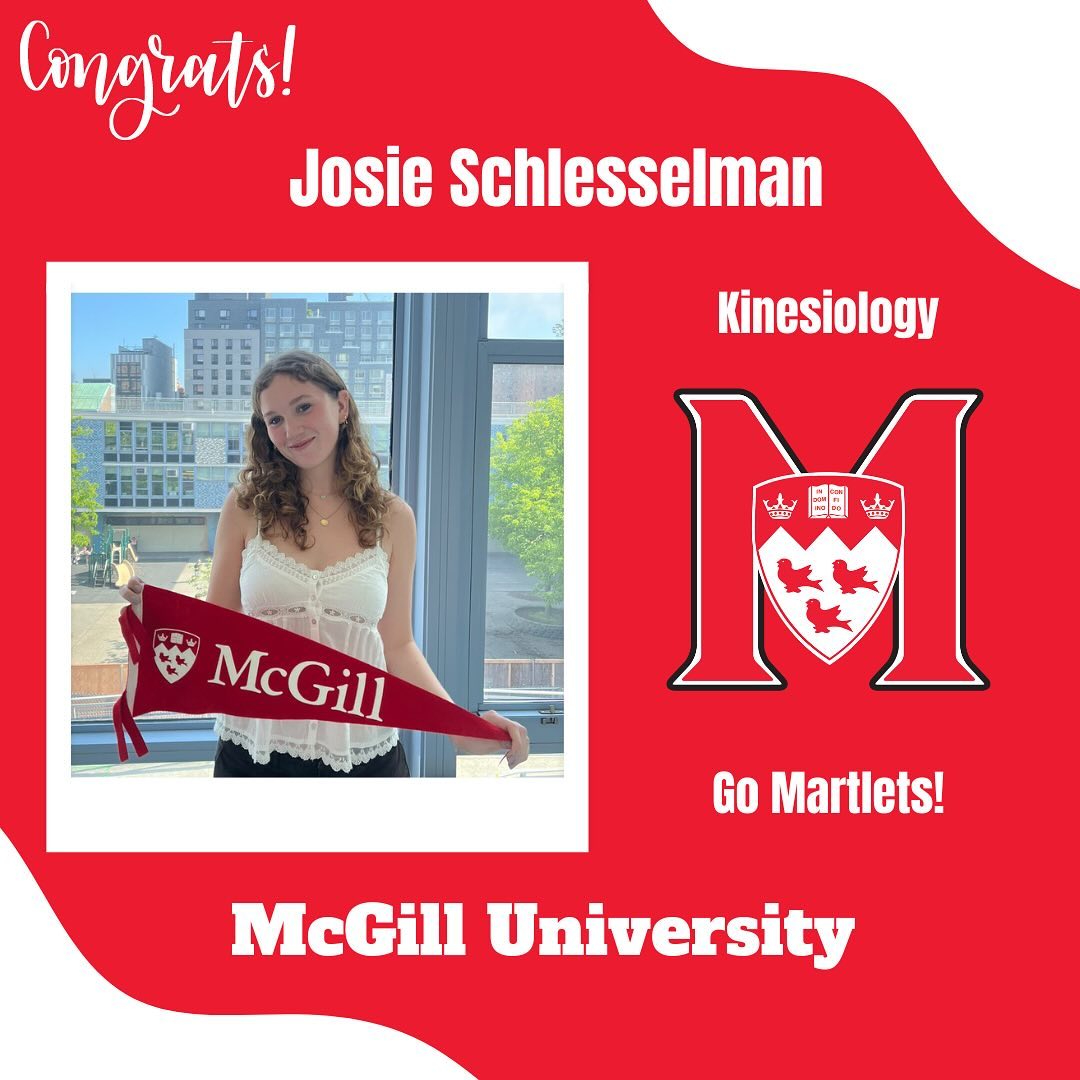 Congrats!
Josie Schlesselman
Kinesiology
IN CON
DOM FI
INO DO
McGill
Go Martlets!
McGill University